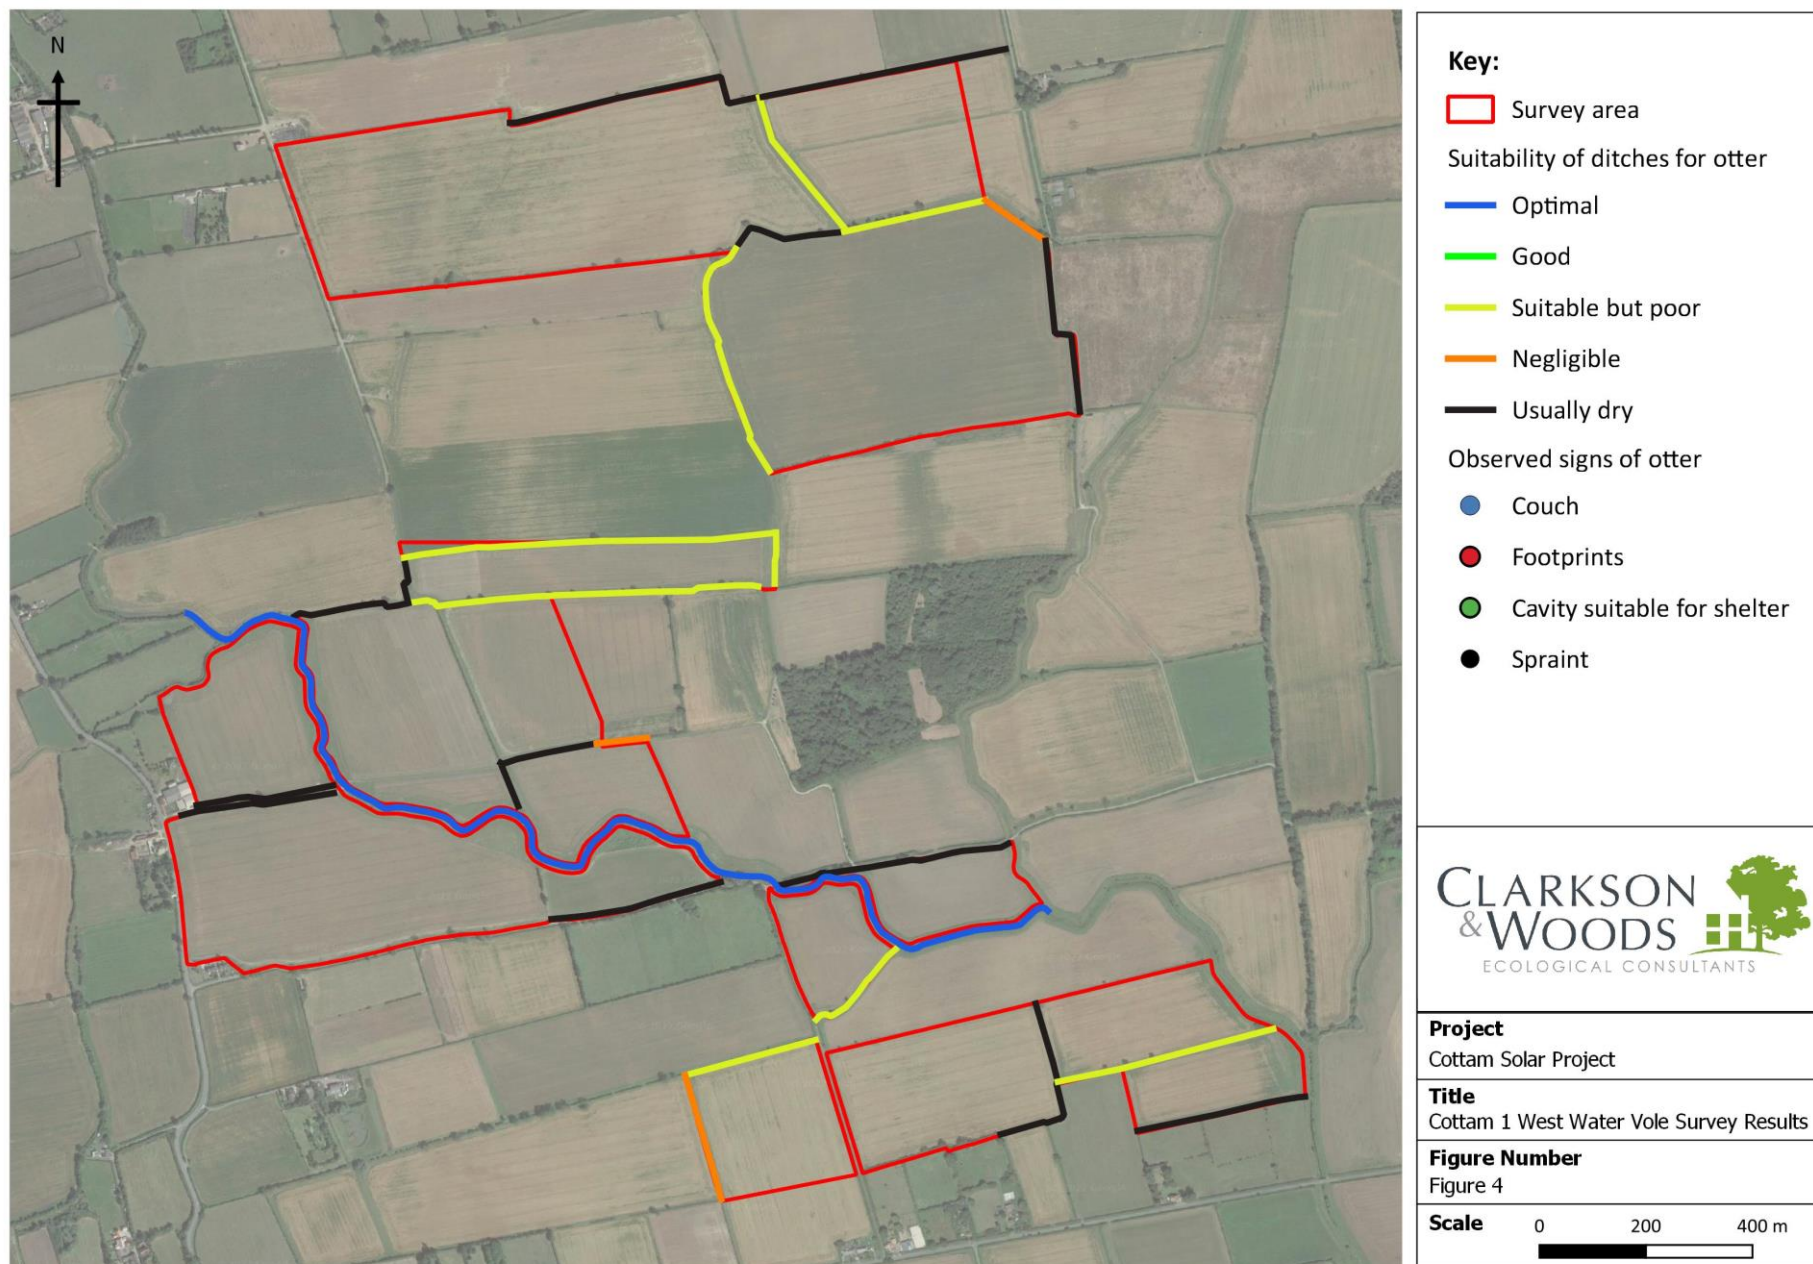 N
Key:
Survey area
Suitability of ditches for otter
Optimal
Good
Suitable but poor
Negligible
Usually dry
Observed signs of otter
Couch
Footprints
Cavity suitable for shelter
Spraint
CLARKSON
&WOODS
ECOLOGICAL CONSULTANTS
Project
Cottam Solar Project
Title
Cottam 1 West Water Vole Survey Results
Figure Number
Figure 4
Scale 0 200 400 m